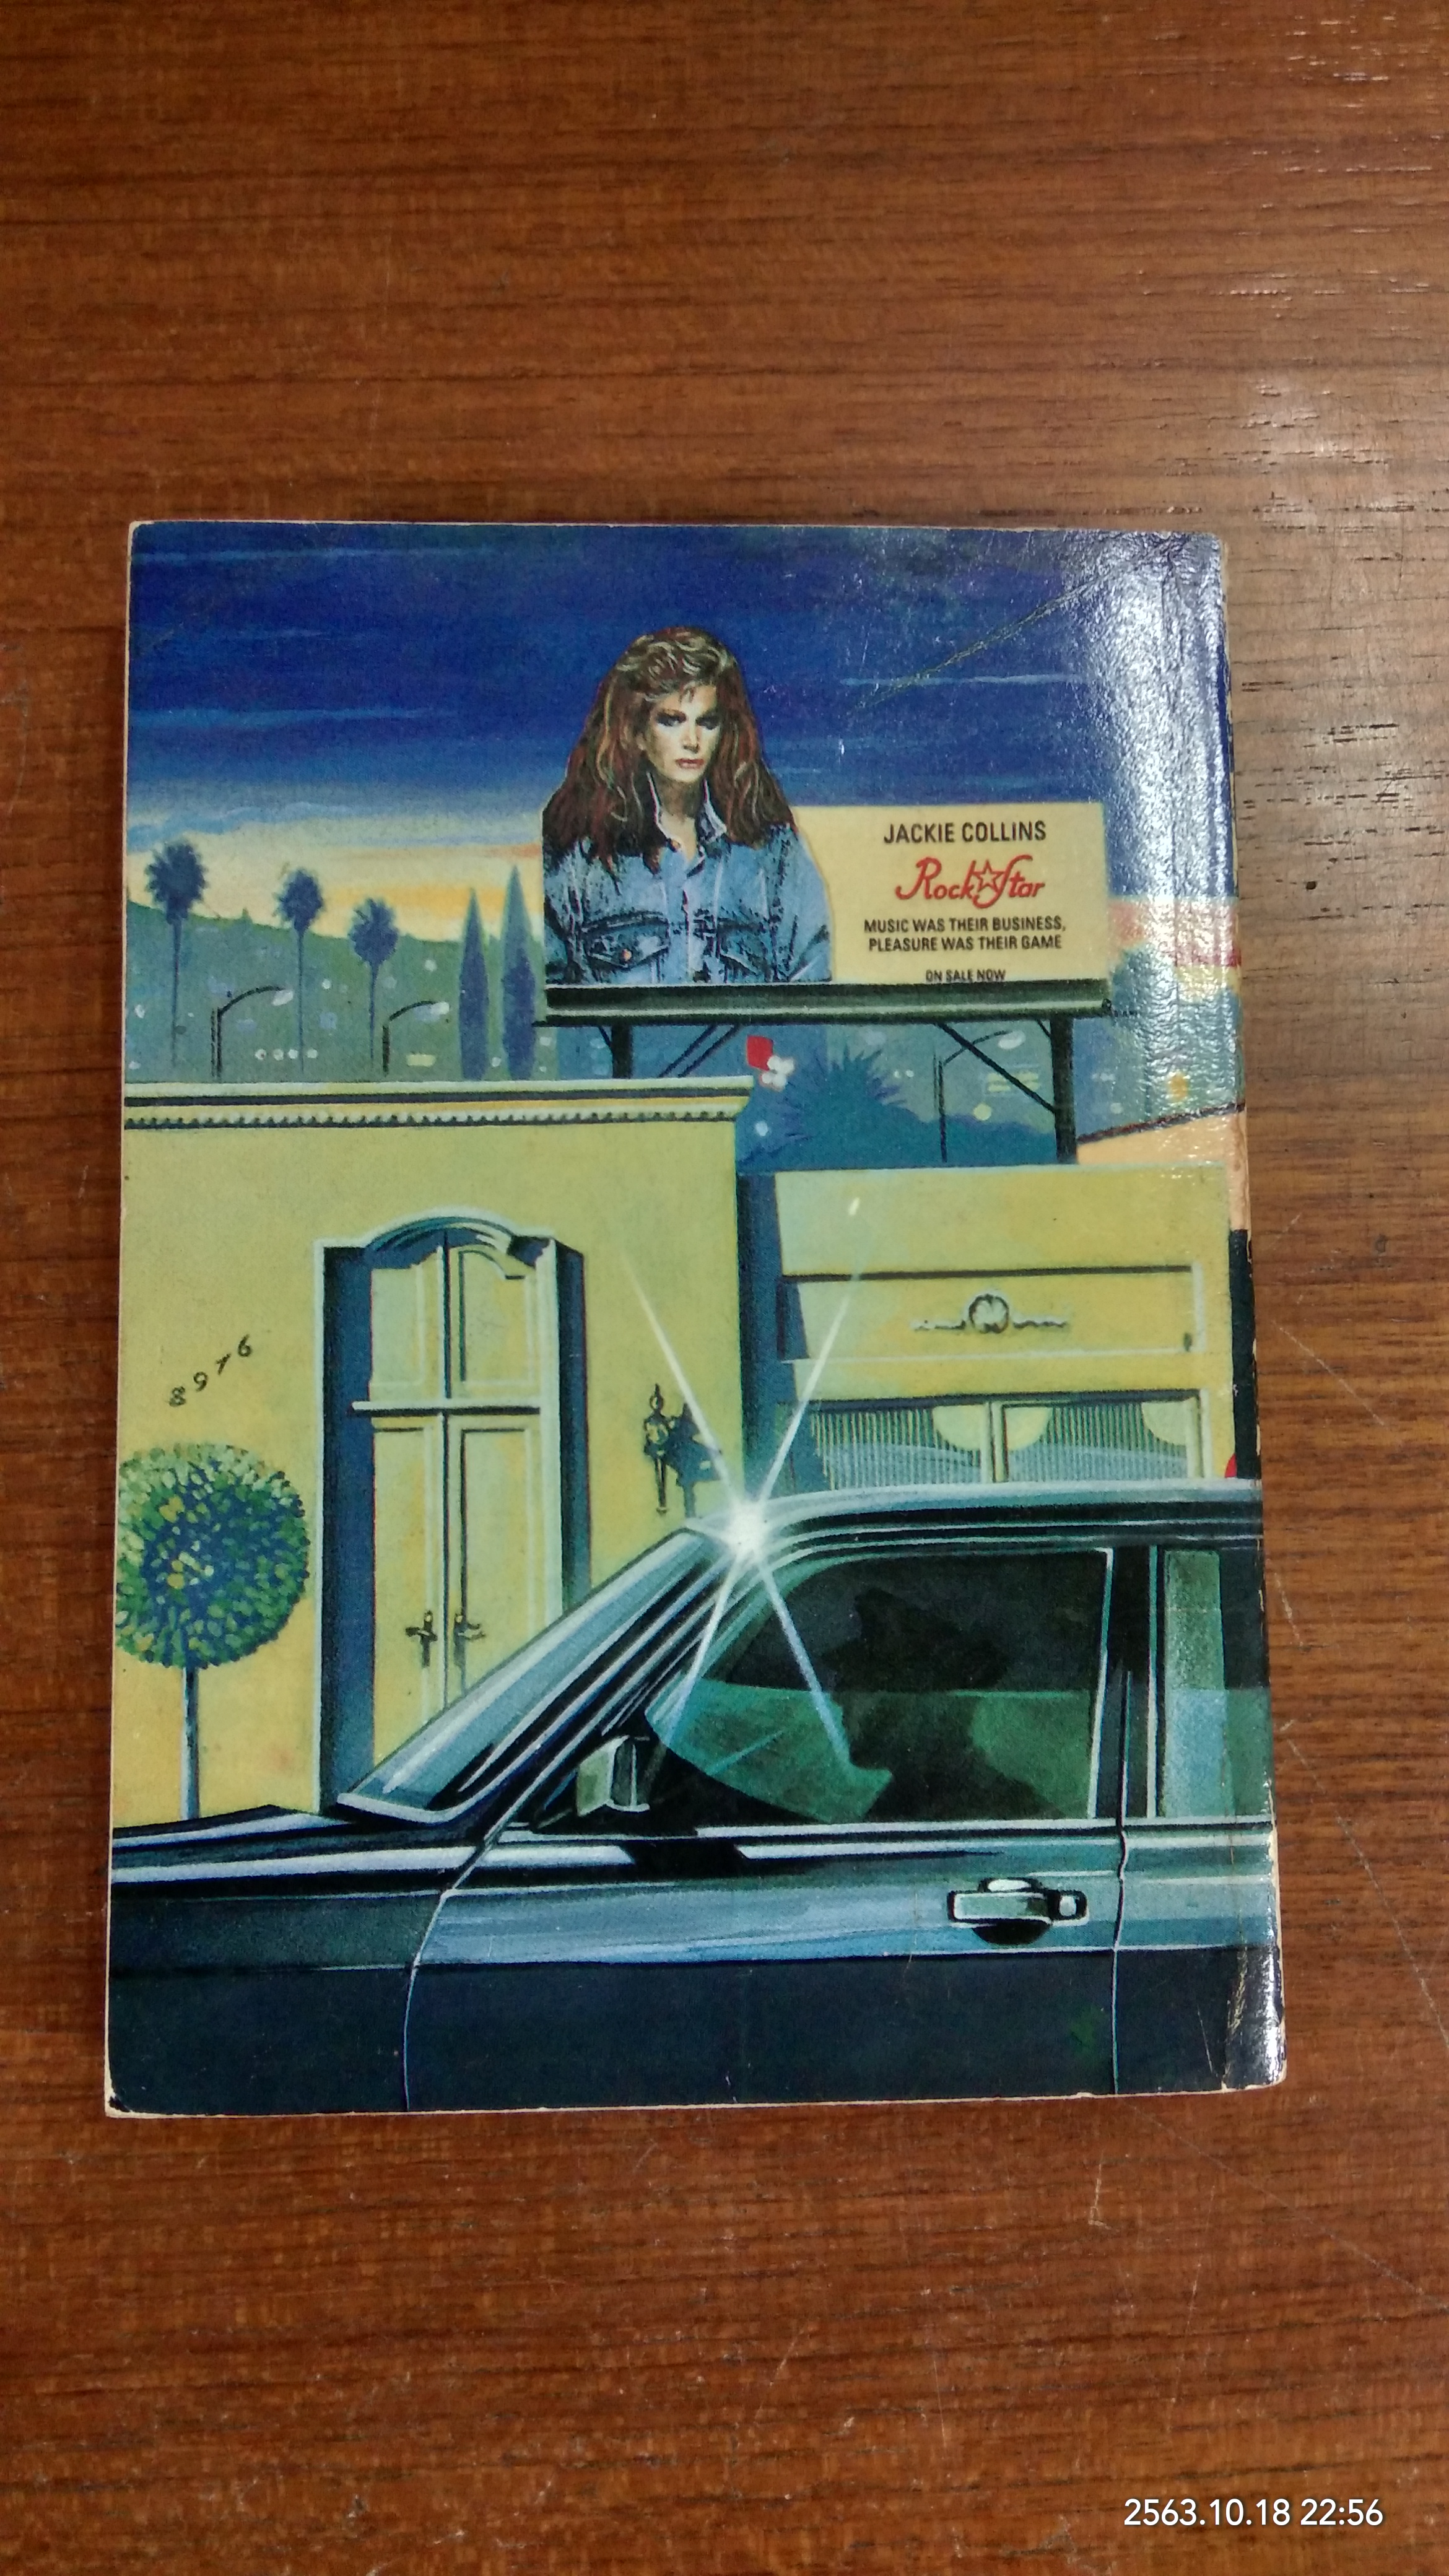 JACKIE COLLINS
Rock☆Star
MUSIC WAS THEIR BUSINESS,
PLEASURE WAS THEIR GAME
ON SALE NOW
8976
2563.10.18 22:56